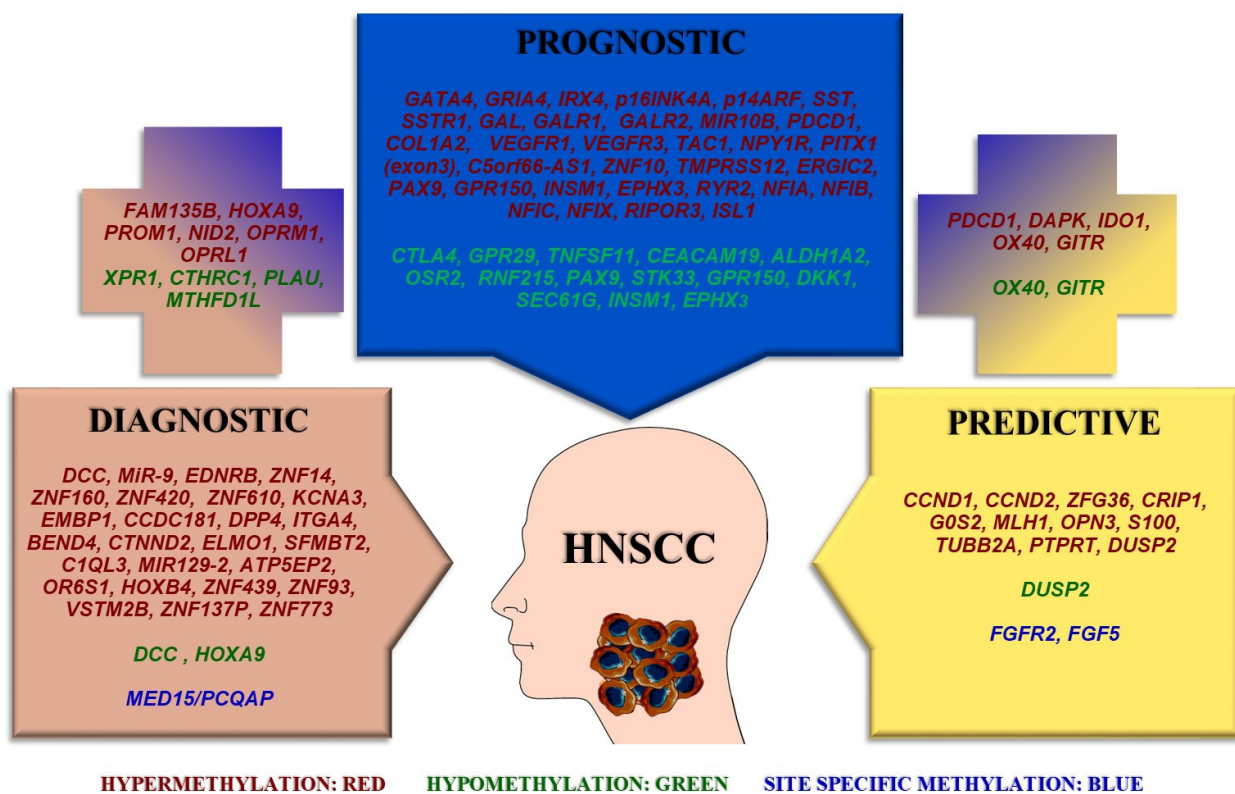 PROGNOSTIC
GATA4, GRIA4, IRX4, p16INK4A, p14ARF, SST,
SSTR1, GAL, GALR1, GALR2, MIR10B, PDCD1,
COL1A2, VEGFR1, VEGFR3, TAC1, NPY1R, PITX1
(exon3), C5orf66-AS1, ZNF10, TMPRSS12, ERGIC2,
PAX9, GPR150, INSM1, EPHX3, RYR2, NFIA, NFIB,
NFIC, NFIX, RIPOR3, ISL1
CTLA4, GPR29, TNFSF11, CEACAM19, ALDH1A2,
OSR2, RNF215, PAX9, STK33, GPR150, DKK1,
SEC61G, INSM1, EPHX3
FAM135B, HOXA9,
PROM1, NID2, OPRM1,
OPRL1
XPR1, CTHRC1, PLAU,
MTHFD1L
PDCD1, DAPK, IDO1,
OX40, GITR
OX40, GITR
DIAGNOSTIC
DCC, MiR-9, EDNRB, ZNF14,
ZNF160, ZNF420, ZNF610, KCNA3,
EMBP1, CCDC181, DPP4, ITGA4,
BEND4, CTNND2, ELMO1, SFMBT2,
C1QL3, MIR129-2, ATP5EP2,
OR6S1, HOXB4, ZNF439, ZNF93,
VSTM2B, ZNF137P, ZNF773
DCC , HOXA9
MED15/PCQAP
HNSCC
PREDICTIVE
CCND1, CCND2, ZFG36, CRIP1,
G0S2, MLH1, OPN3, S100,
TUBB2A, PTPRT, DUSP2
DUSP2
FGFR2, FGF5
HYPERMETHYLATION: RED HYPOMETHYLATION: GREEN SITE SPECIFIC METHYLATION: BLUE